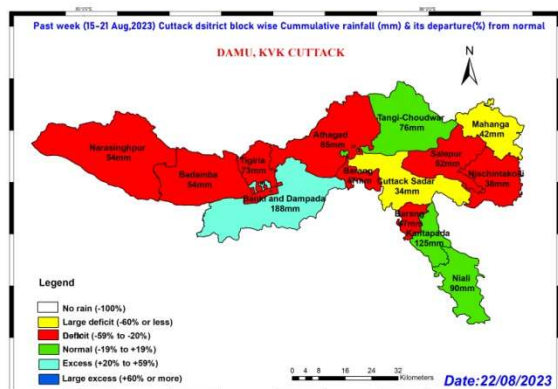 Past week (15-21 Aug,2023) Cuttack dsitrict block wise Cummulative rainfall (mm) & its departure(%) from normal
DAMU, KVK CUTTACK
N
Tangi-Choudwar
76mm
Mahanga
42mm
Athagad
65mm
Narasinghpur
54mm
Badamba
64mm
Tigiria
73mm
Salepur
52mm
Nischintakoili
38mm
Barang
Cuttack Sadar
34mm
Banki and Dampada
188mm
Barang
Kantapada
125mm
Niali
90mm
Legend
No rain (-100%)
Large deficit (-60% or less)
Deficit (-59% to -20%)
Normal (-19% to +19%)
Excess (+20% to +59%)
Large excess (+60% or more)
0 4 8 16 24 32
Kilometers
Date:22/08/2023